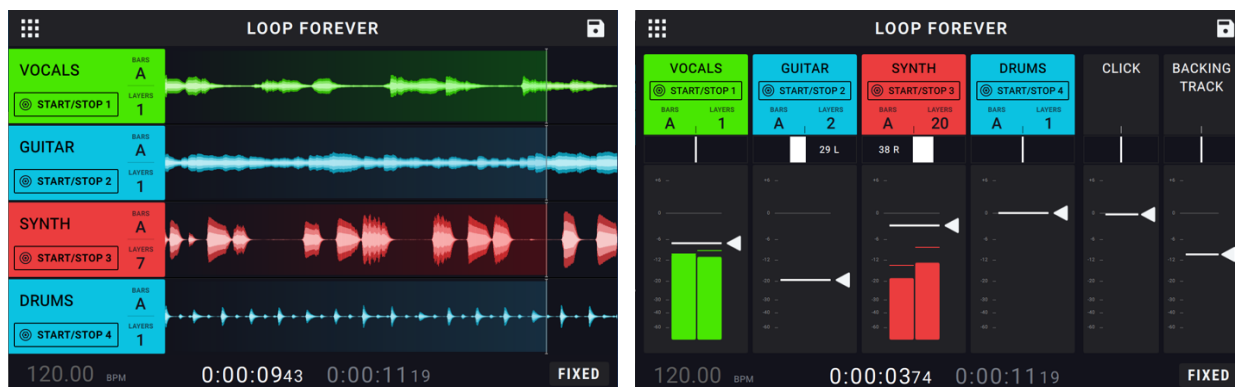 LOOP FOREVER
VOCALS
BARS
A
START/STOP 1
LAYERS
1
GUITAR
BARS
A
START/STOP 2
LAYERS
1
SYNTH
BARS
A
START/STOP 3
LAYERS
7
DRUMS
BARS
A
START/STOP 4
LAYERS
1
120.00 BPM 0:00:0943 0:00:1119 FIXED
LOOP FOREVER
VOCALS GUITAR SYNTH DRUMS CLICK BACKING
TRACK
START/STOP 1 START/STOP 2 START/STOP 3 START/STOP 4
BARS LAYERS BARS LAYERS BARS LAYERS BARS LAYERS
A 1 A 2 A 20 A 1
29 L 38 R
120.00 BPM 0:00:0374 0:00:1119 FIXED